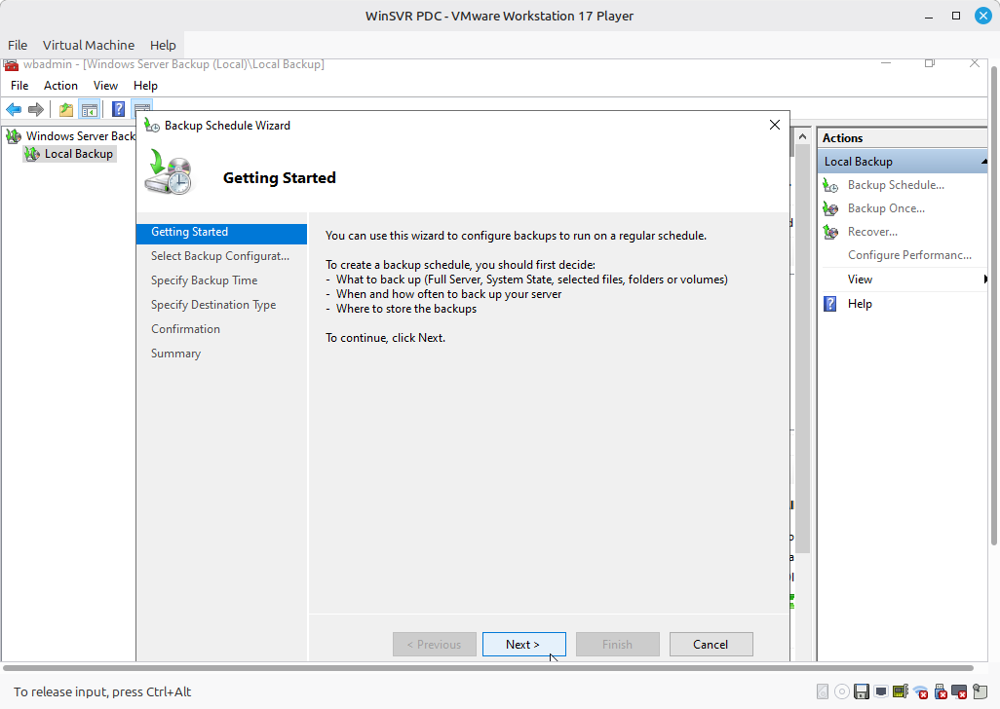 WinSVR PDC - VMware Workstation 17 Player
File Virtual Machine Help
wbadmin - [Windows Server Backup (Local)\Local Backup]
File Action View Help
Windows Server Back
Local Backup
Backup Schedule Wizard
Getting Started
Getting Started
Select Backup Configurat...
Specify Backup Time
Specify Destination Type
Confirmation
Summary
You can use this wizard to configure backups to run on a regular schedule.
To create a backup schedule, you should first decide:
- What to back up (Full Server, System State, selected files, folders or volumes)
- When and how often to back up your server
- Where to store the backups
To continue, click Next.
< Previous Next > Finish Cancel
Actions
Local Backup
Backup Schedule...
Backup Once...
Recover...
Configure Performanc...
View
Help
To release input, press Ctrl+Alt